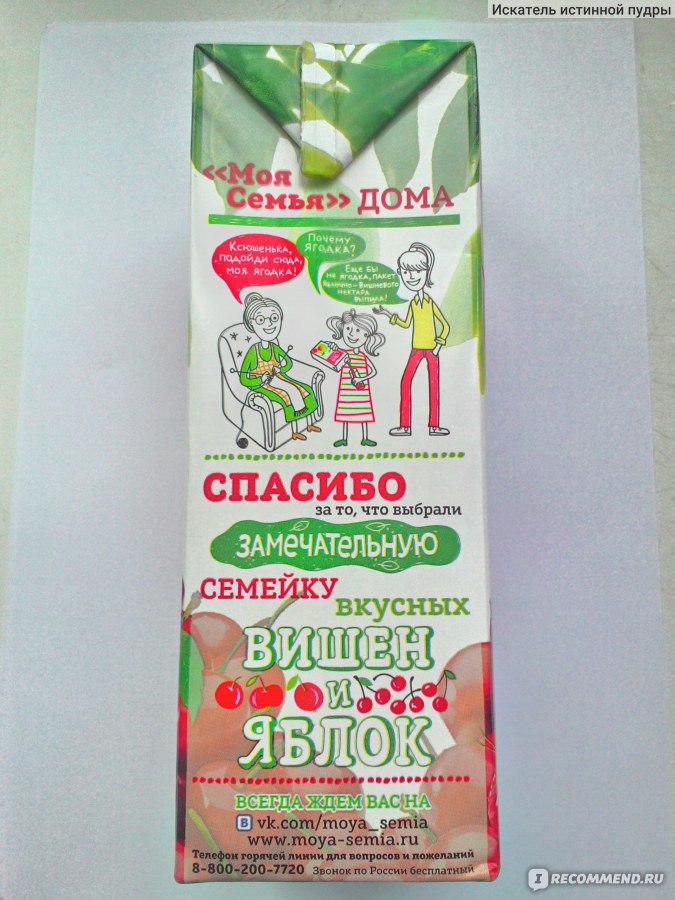 Искатель истинной пудры
«Моя
Семья» ДОМА
Ксюшенька,
подойди сюда,
моя ягодка!
Почему
ягодка?
Еще бы
не ягодка, пакет
яблочно-вишневого
нектара
выпила!
СПАСИБО
за то, что выбрали
ЗАМЕЧАТЕЛЬНУЮ
СЕМЕЙКУ
ВКУСНЫХ
ВИШЕН
И
ЯБЛОК
ВСЕГДА ЖДЕМ ВАС НА
В vk.com/moya_semia
www.moya-semia.ru
Телефон горячей линии для вопросов и пожеланий
8-800-200-7720 Звонок по России бесплатный
IRECOMMEND.RU